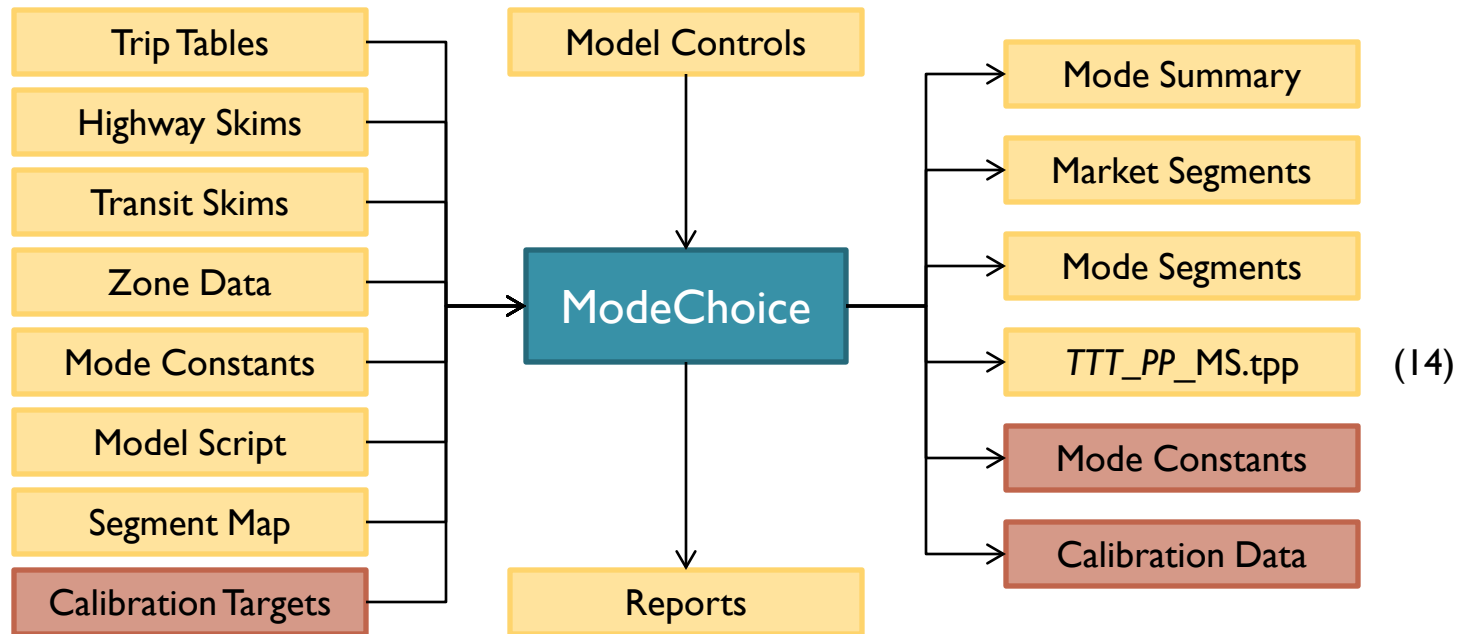 Trip Tables
Highway Skims
Transit Skims
Zone Data
Mode Constants
Model Script
Segment Map
Calibration Targets
Model Controls
ModeChoice
Reports
Mode Summary
Market Segments
Mode Segments
TTT_PP_MS.tpp (14)
Mode Constants
Calibration Data